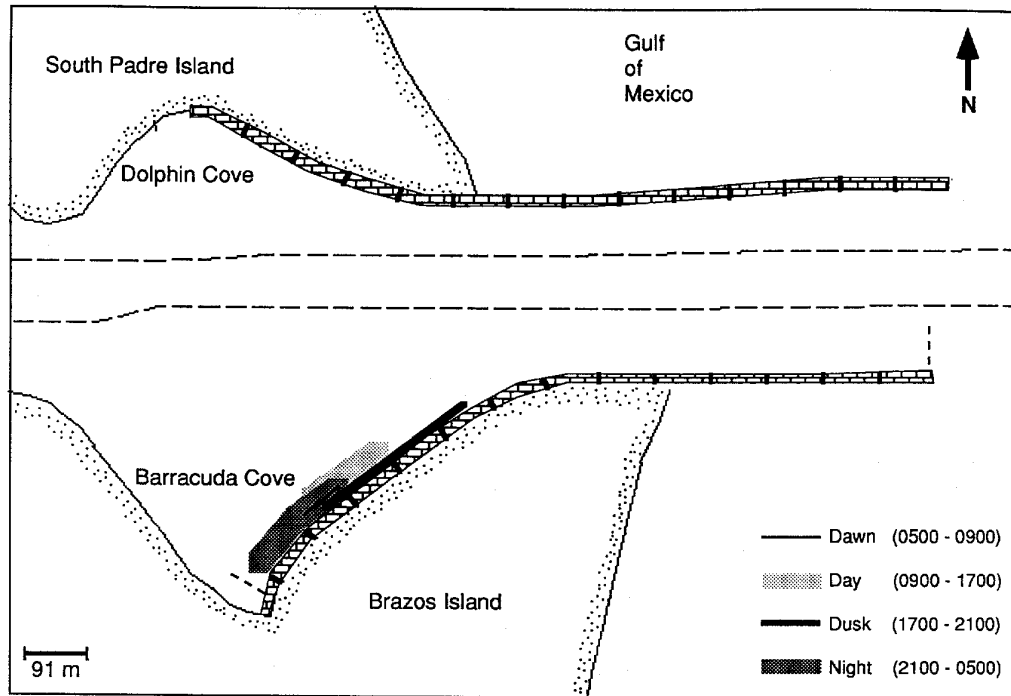 South Padre Island
Gulf
of
Mexico
N
Dolphin Cove
Barracuda Cove
Brazos Island
Dawn (0500 - 0900)
Day (0900 - 1700)
Dusk (1700 - 2100)
Night (2100 - 0500)
91 m